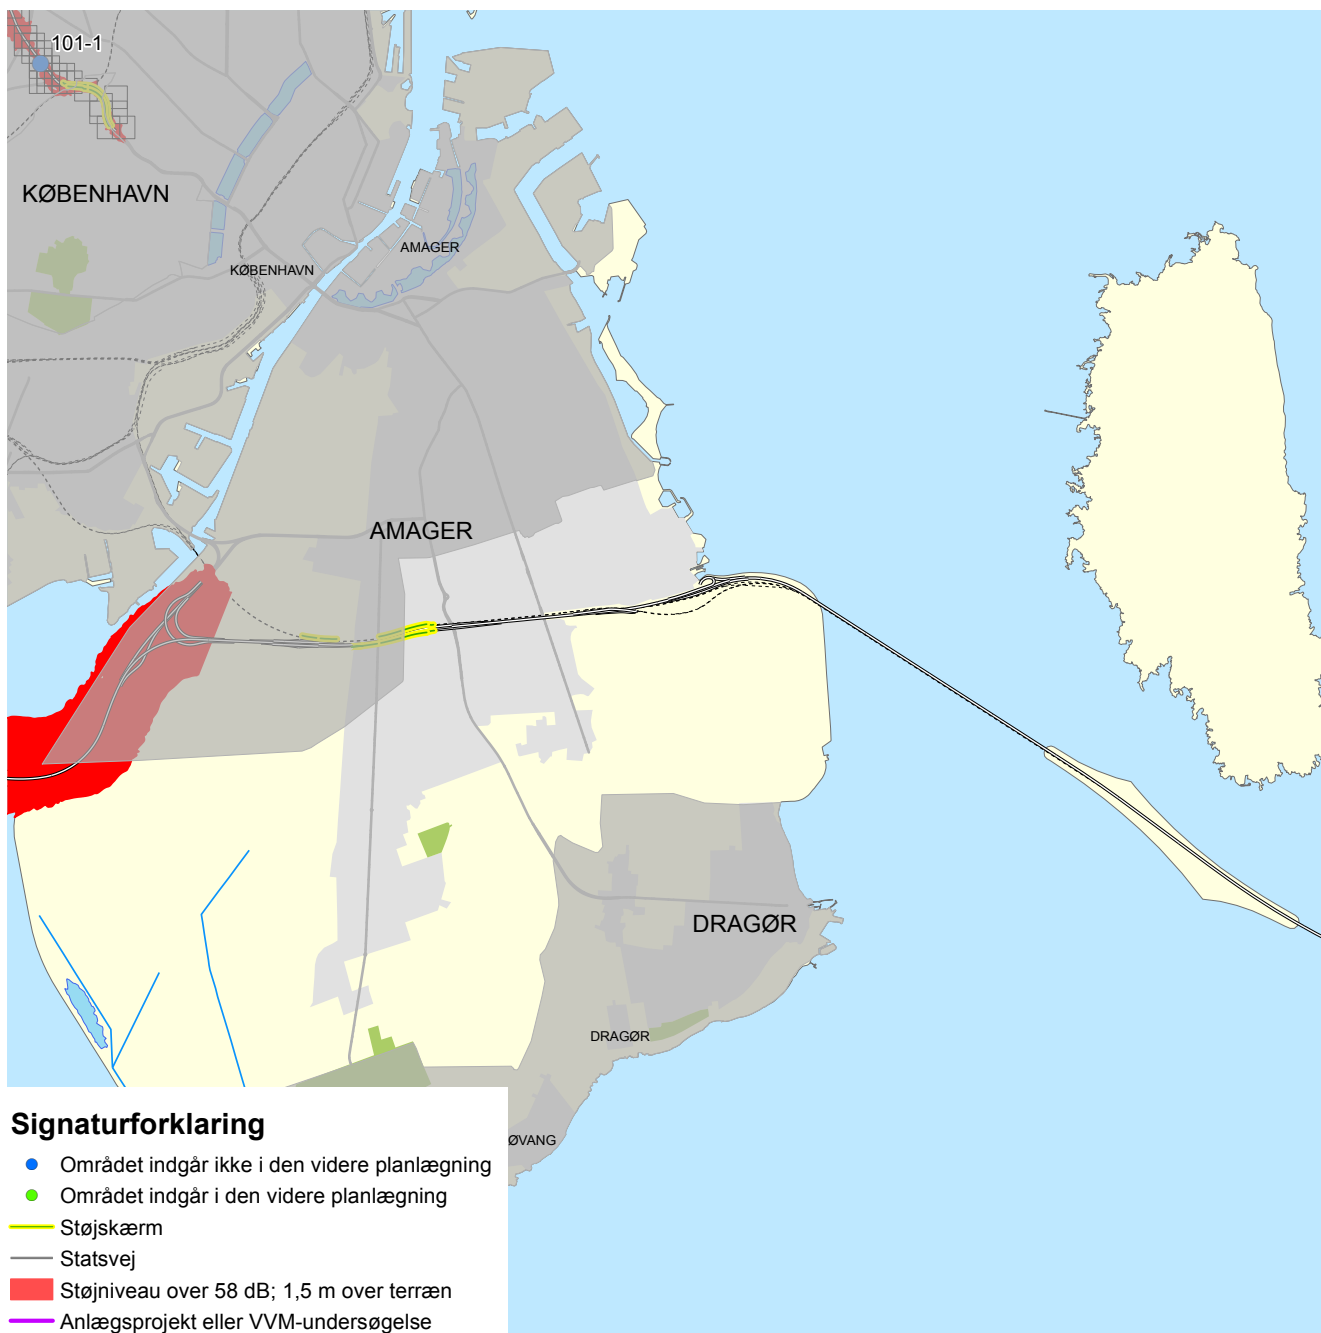 101-1
KØBENHAVN
AMAGER
KØBENHAVN
AMAGER
DRAGØR
DRAGØR
ØVANG
Signaturforklaring
Området indgår ikke i den videre planlægning
Området indgår i den videre planlægning
Støjskærm
Statsvej
Støjniveau over 58 dB; 1,5 m over terræn
Anlægsprojekt eller VVM-undersøgelse